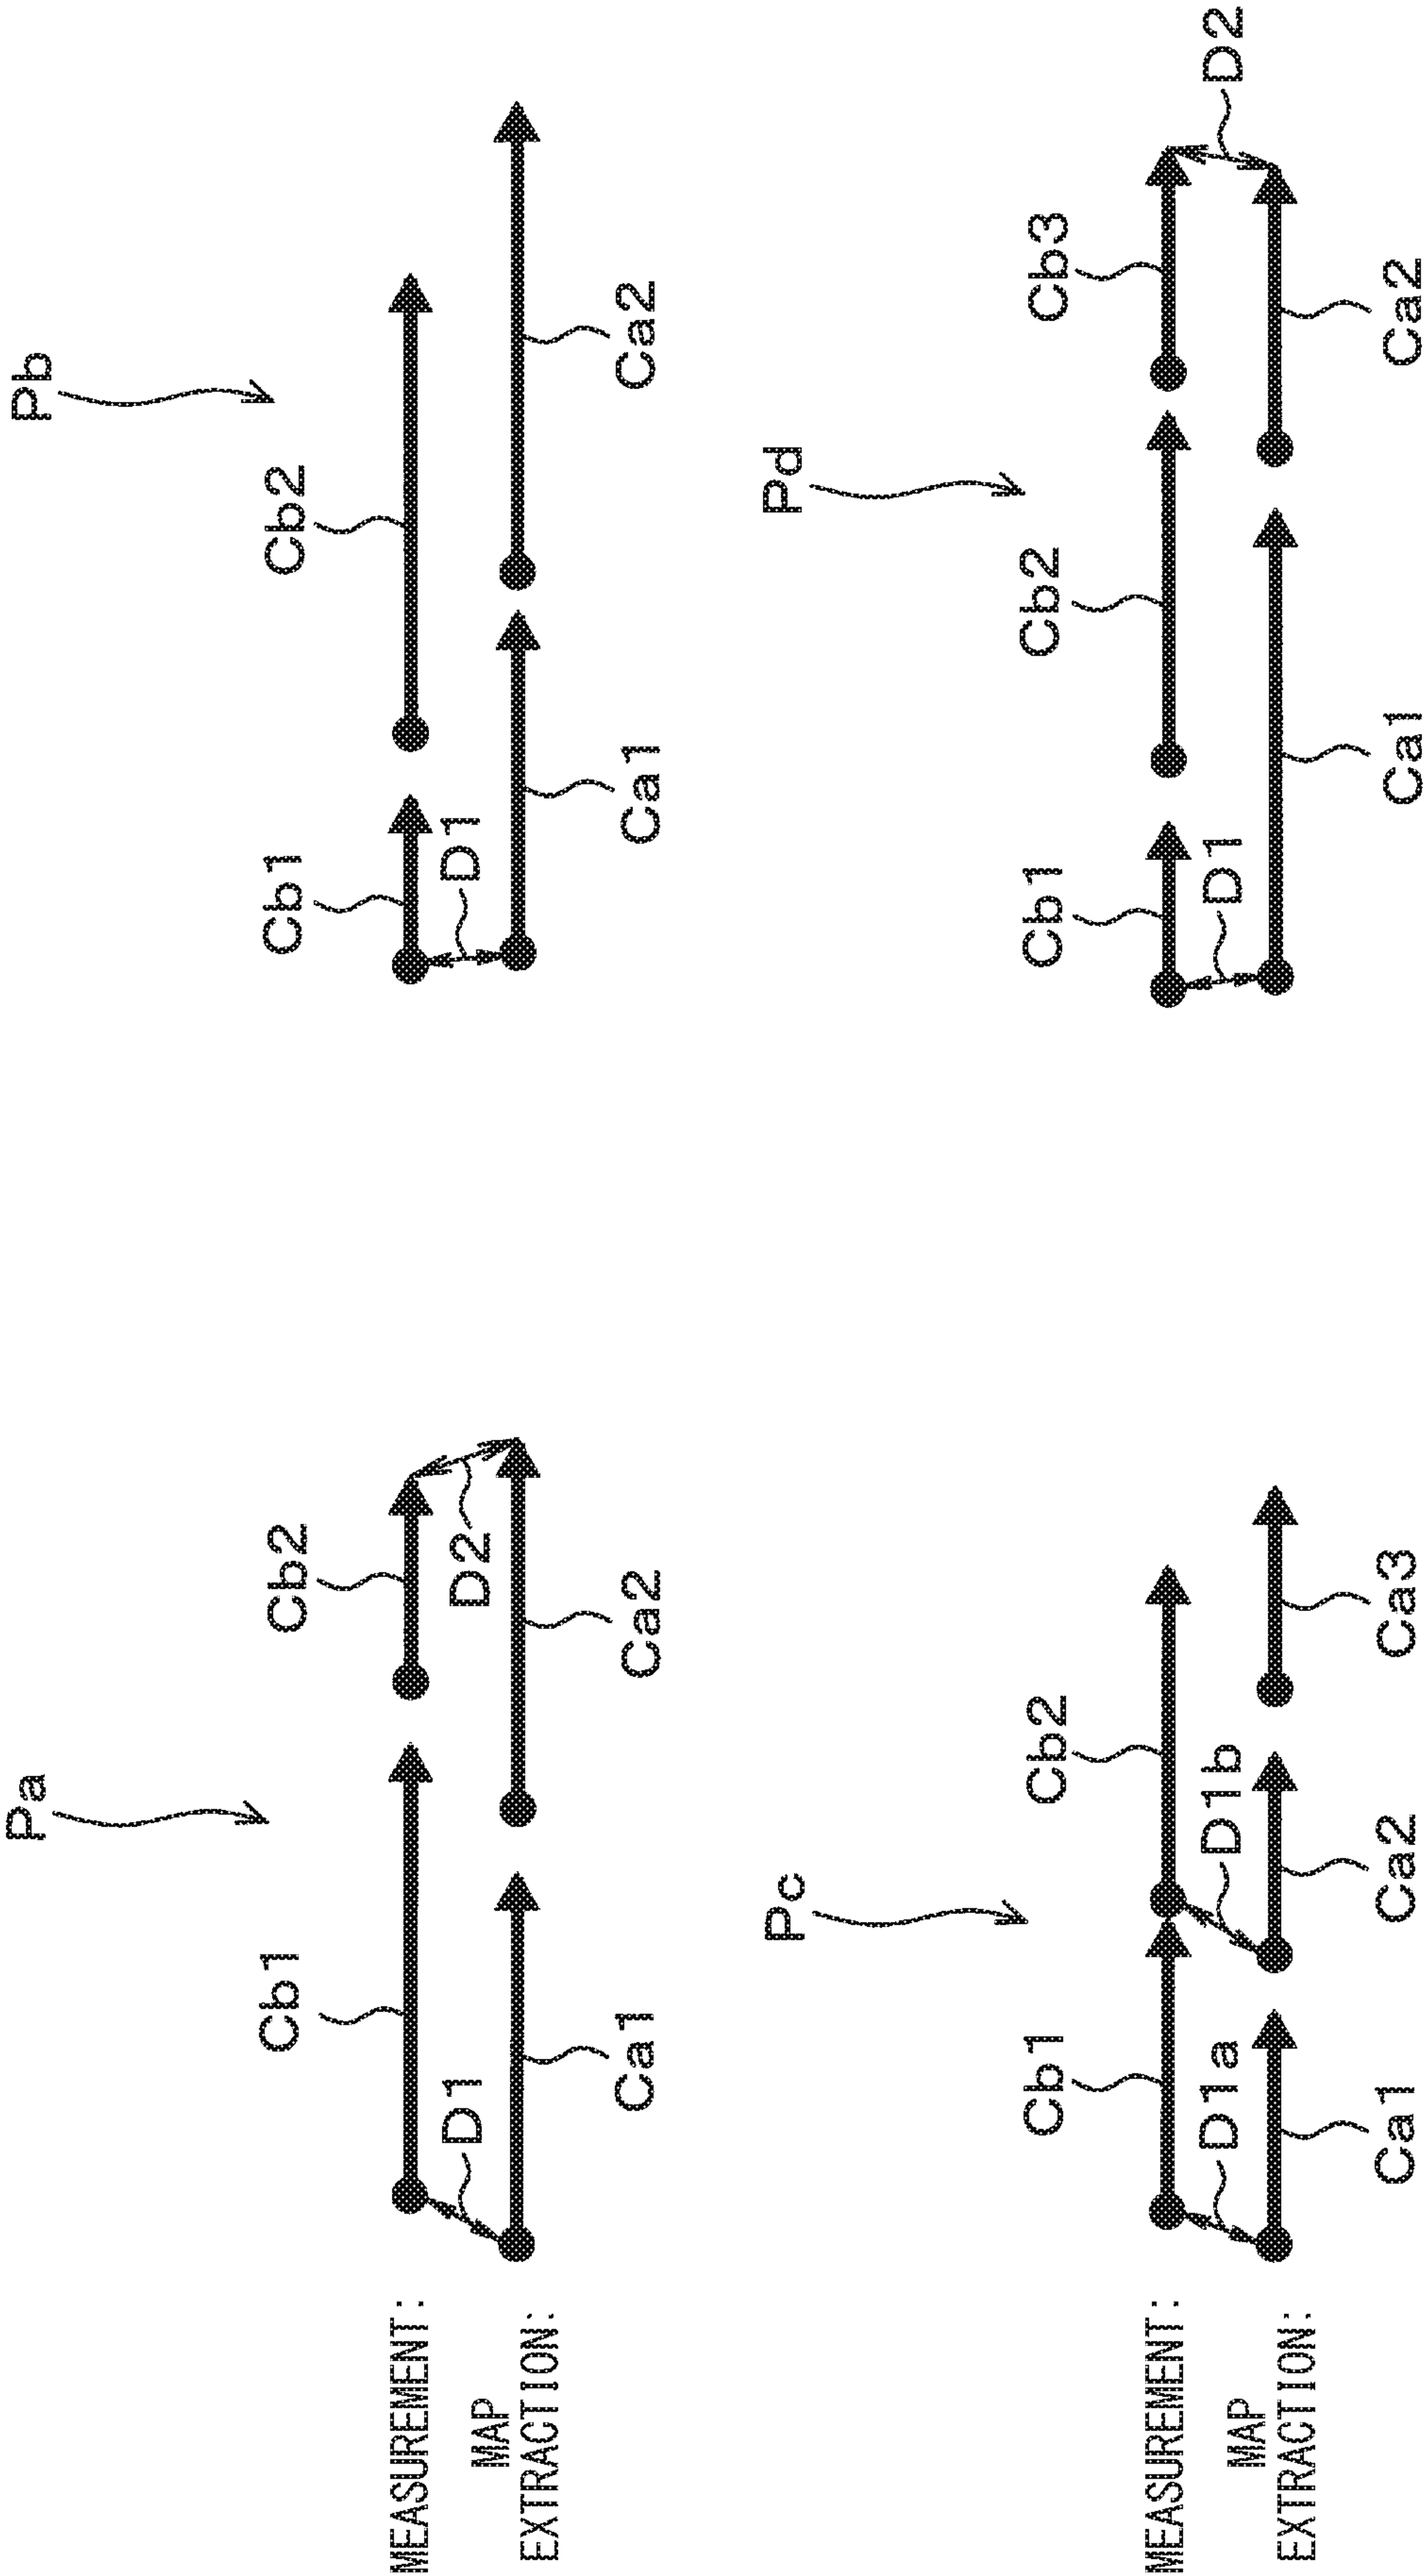 Pa
Cb1
Cb2
MEASUREMENT:
D1
D2
MAP
EXTRACTION:
Ca1
Ca2
Pb
Cb1
Cb2
D1
Ca1
Ca2
Pc
Cb1
Cb2
MEASUREMENT:
D1a
D1b
MAP
EXTRACTION:
Ca1
Ca2
Ca3
Pd
Cb1
Cb2
Cb3
D1
D2
Ca1
Ca2